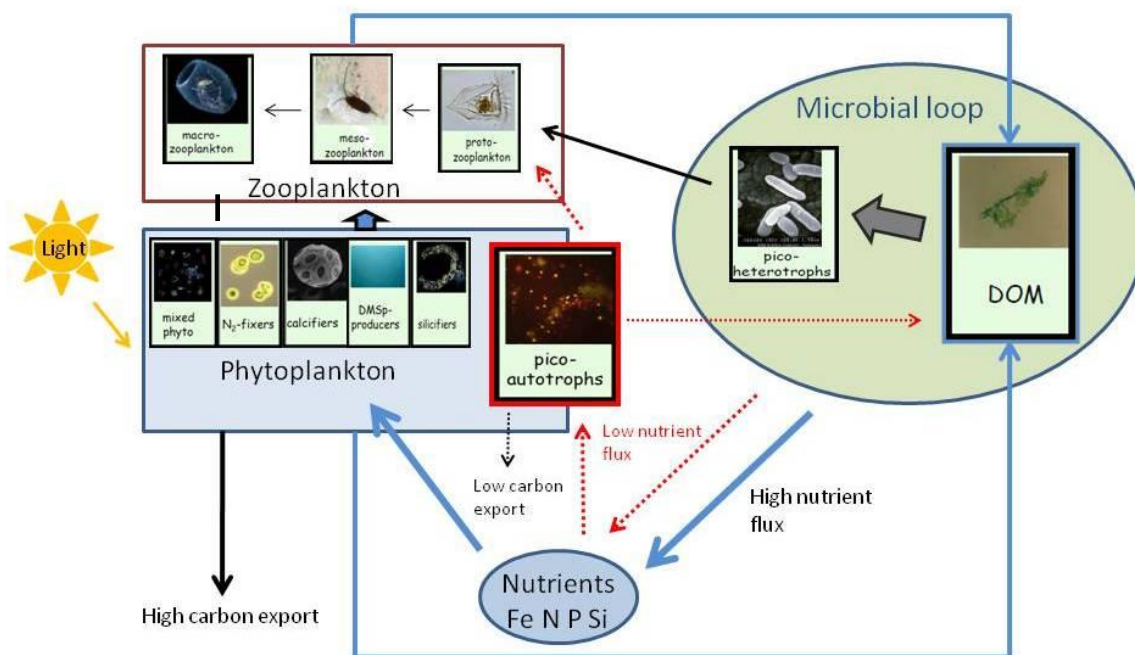 macro-
zooplankton
meso-
zooplankton
proto-
zooplankton
Zooplankton
Microbial loop
pico-
heterotrophs
DOM
Light
mixed
phyto
N₂-fixers
calcifiers
DMSp-
producers
silicifiers
Phytoplankton
pico-
autotrophs
Low nutrient
flux
Low carbon
export
High nutrient
flux
Nutrients
Fe N P Si
High carbon export